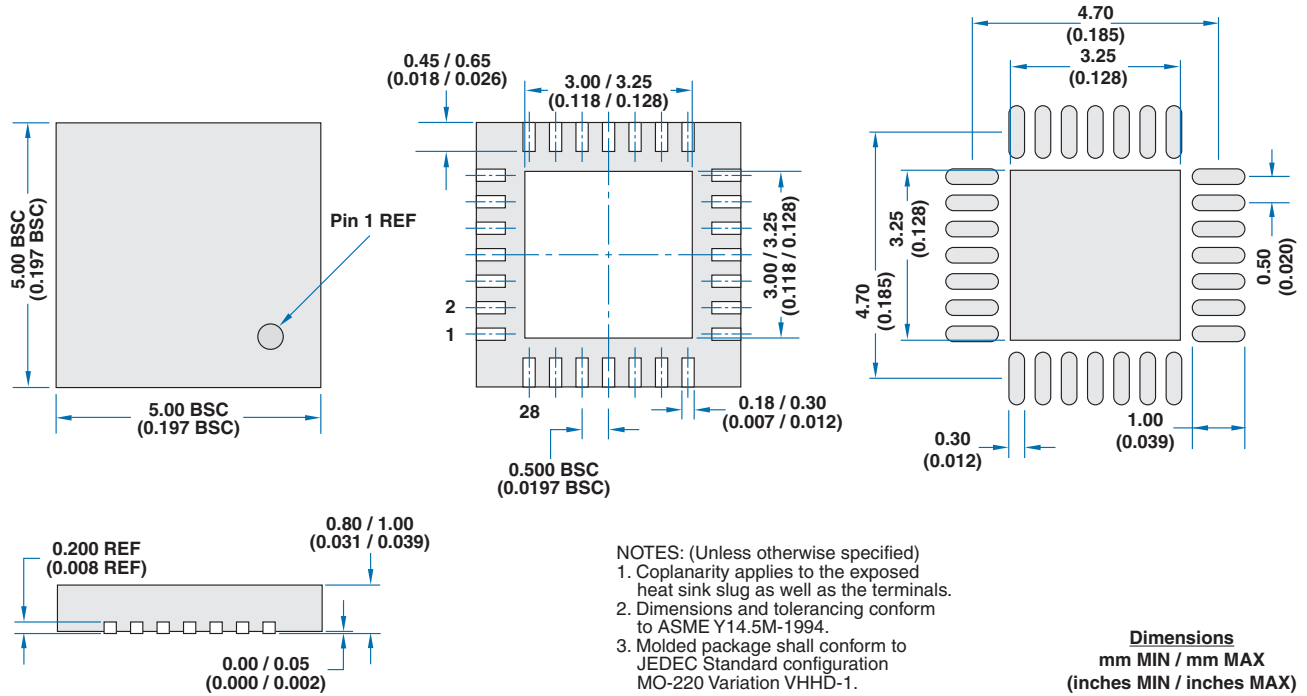 5.00 BSC
(0.197 BSC)
Pin 1 REF
5.00 BSC
(0.197 BSC)
0.45 / 0.65
(0.018 / 0.026)
3.00 / 3.25
(0.118 / 0.128)
3.00 / 3.25
(0.118 / 0.128)
2
1
28
0.18 / 0.30
(0.007 / 0.012)
0.500 BSC
(0.0197 BSC)
4.70
(0.185)
3.25
(0.128)
4.70
(0.185)
3.25
(0.128)
0.50
(0.020)
0.30
(0.012)
1.00
(0.039)
0.200 REF
(0.008 REF)
0.80 / 1.00
(0.031 / 0.039)
0.00 / 0.05
(0.000 / 0.002)
NOTES: (Unless otherwise specified)
1. Coplanarity applies to the exposed
heat sink slug as well as the terminals.
2. Dimensions and tolerancing conform
to ASME Y14.5M-1994.
3. Molded package shall conform to
JEDEC Standard configuration
MO-220 Variation VHHD-1.
Dimensions
mm MIN / mm MAX
(inches MIN / inches MAX)